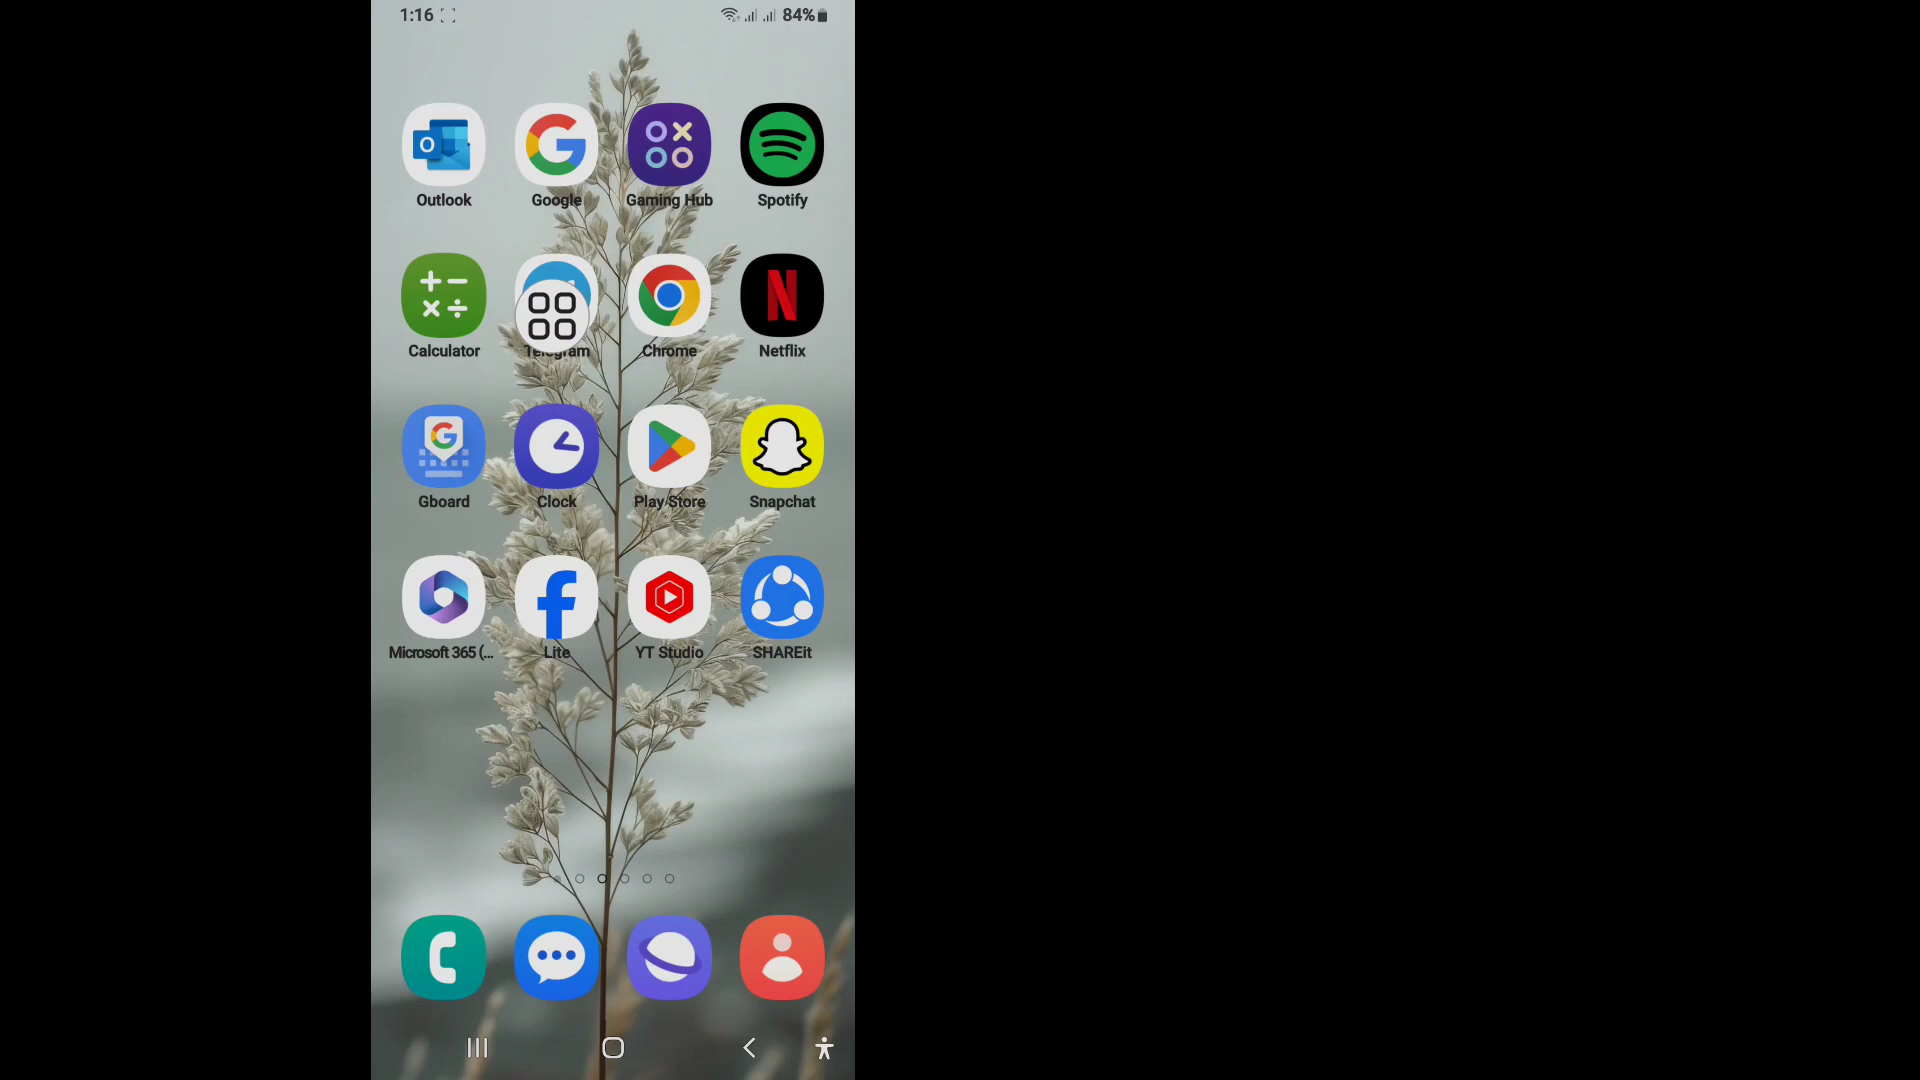 1:16 84%
Outlook Google Gaming Hub Spotify
Calculator Telegram Chrome Netflix
Gboard Clock Play Store Snapchat
Microsoft 365 (... Lite YT Studio SHAREit